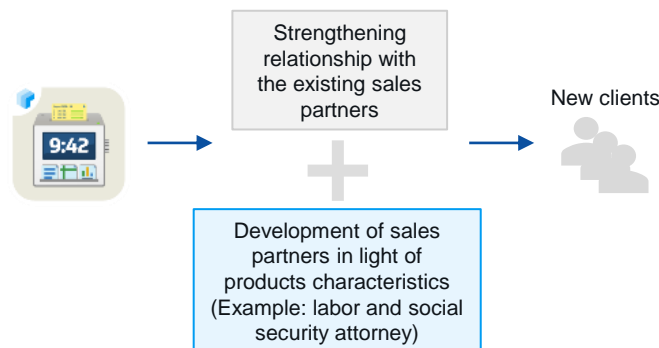 Strengthening
relationship with
the existing sales
partners
New clients
9:42
Development of sales
partners in light of
products characteristics
(Example: labor and social
security attorney)